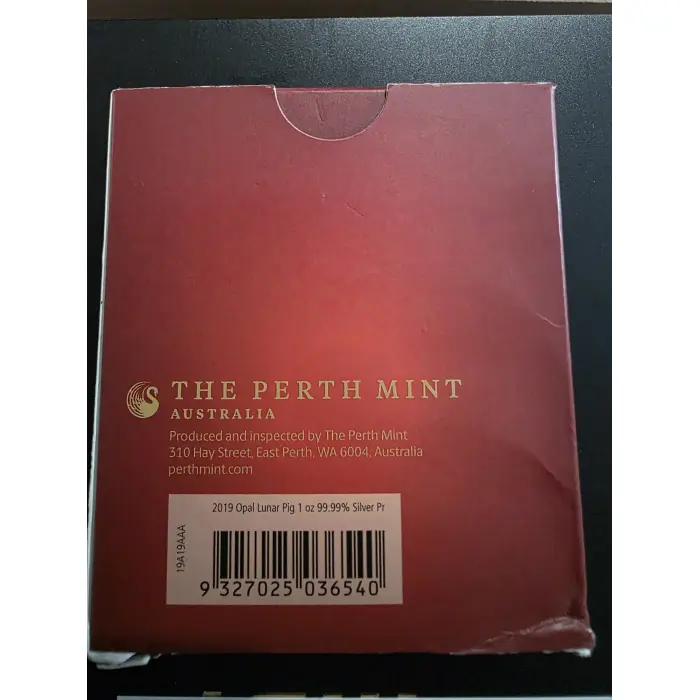 THE PERTH MINT
AUSTRALIA
Produced and inspected by The Perth Mint
310 Hay Street, East Perth, WA 6004, Australia
perthmint.com
2019 Opal Lunar Pig 1 oz 99.99% Silver Pr
19A19AAA
9 327025 036540